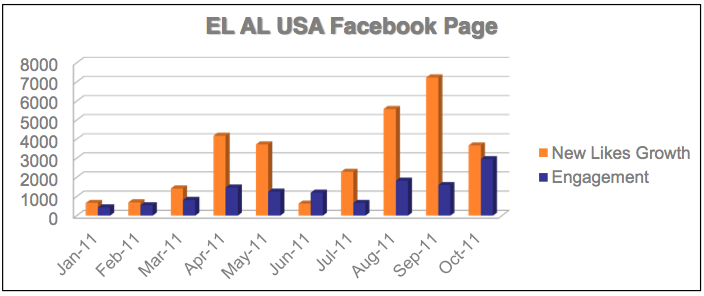 EL AL USA Facebook Page
8000
7000
6000
5000
4000
3000
2000
1000
0
Jan-11
Feb-11
Mar-11
Apr-11
May-11
Jun-11
Jul-11
Aug-11
Sep-11
Oct-11
New Likes Growth
Engagement